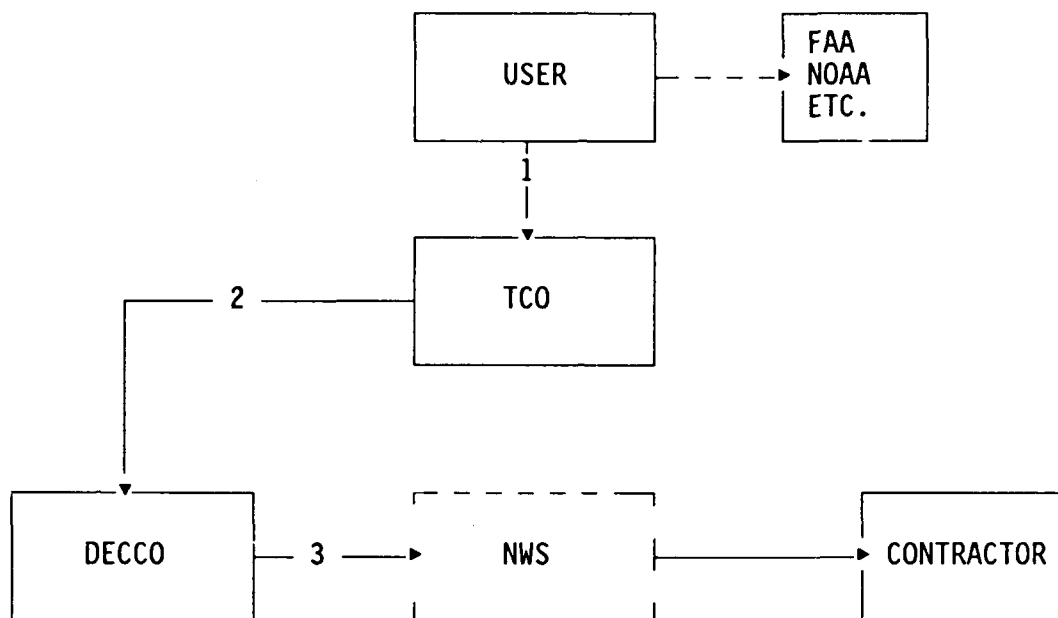 USER
FAA
NOAA
ETC.
1
TCO
2
DECCO
3
NWS
CONTRACTOR